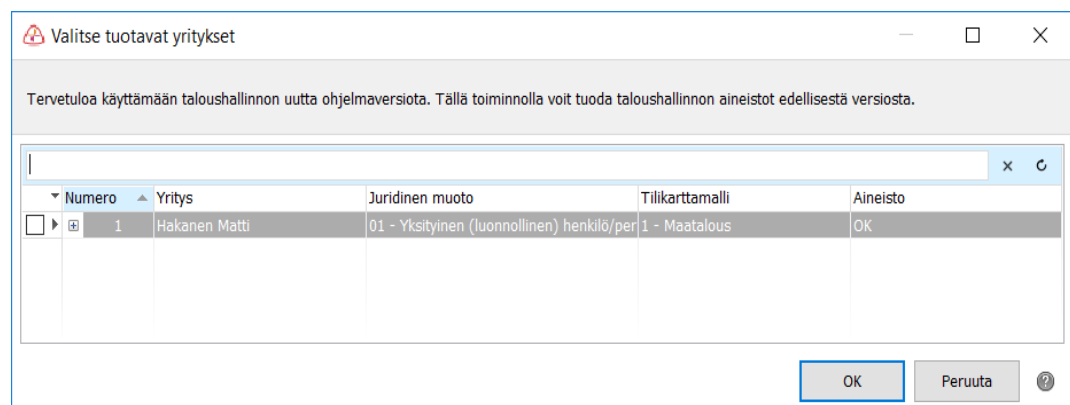 Valitse tuotavat yritykset
Tervetuloa käyttämään taloushallinnon uutta ohjelmaversiota. Tällä toiminnolla voit tuoda taloushallinnon aineistot edellisestä versiosta.
Numero Yritys Juridinen muoto Tilikarttamalli Aineisto
1 Hakanen Matti 01 - Yksityinen (luonnollinen) henkilö/per 1 - Maatalous OK
OK Peruuta ?